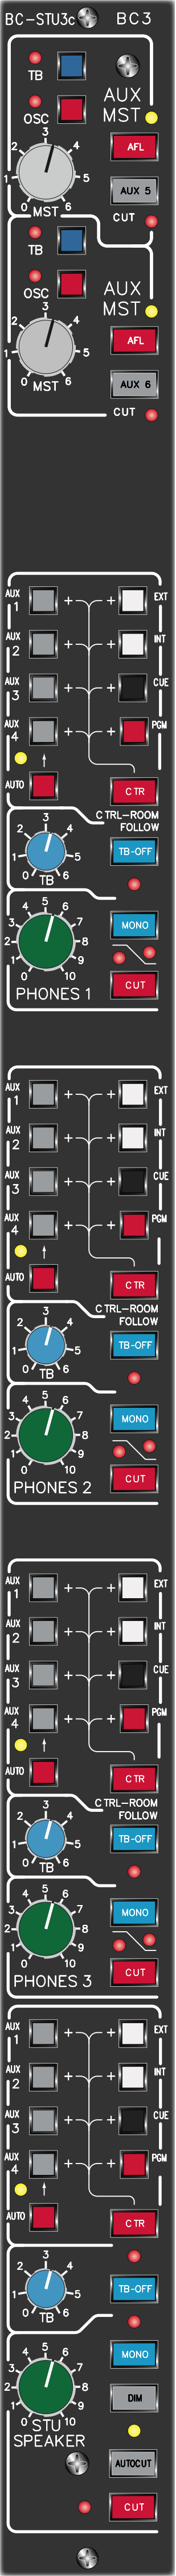 BC-STU3c BC3
TB
AUX
MST
OSC
AFL
3
2 4
1 5
0 6
MST
AUX 5
CUT
TB
OSC
AUX
MST
AFL
3
2 4
1 5
0 6
MST
AUX 6
CUT
AUX 1 + + EXT
AUX 2 + + INT
AUX 3 + + CUE
AUX 4 + + PGM
AUTO ↑ CTR
CTRL-ROOM
FOLLOW
3
2 4
1 5
0 6
TB
TB-OFF
5
4 6
3 7
2 8
1 9
0 10
MONO
PHONES 1
CUT
AUX 1 + + EXT
AUX 2 + + INT
AUX 3 + + CUE
AUX 4 + + PGM
AUTO ↑ CTR
CTRL-ROOM
FOLLOW
3
2 4
1 5
0 6
TB
TB-OFF
5
4 6
3 7
2 8
1 9
0 10
MONO
PHONES 2
CUT
AUX 1 + + EXT
AUX 2 + + INT
AUX 3 + + CUE
AUX 4 + + PGM
AUTO ↑ CTR
CTRL-ROOM
FOLLOW
3
2 4
1 5
0 6
TB
TB-OFF
5
4 6
3 7
2 8
1 9
0 10
MONO
PHONES 3
CUT
AUX 1 + + EXT
AUX 2 + + INT
AUX 3 + + CUE
AUX 4 + + PGM
AUTO ↑ CTR
3
2 4
1 5
0 6
TB
TB-OFF
MONO
5
4 6
3 7
2 8
1 9
0 10
DIM
STU
SPEAKER
AUTOCUT
CUT